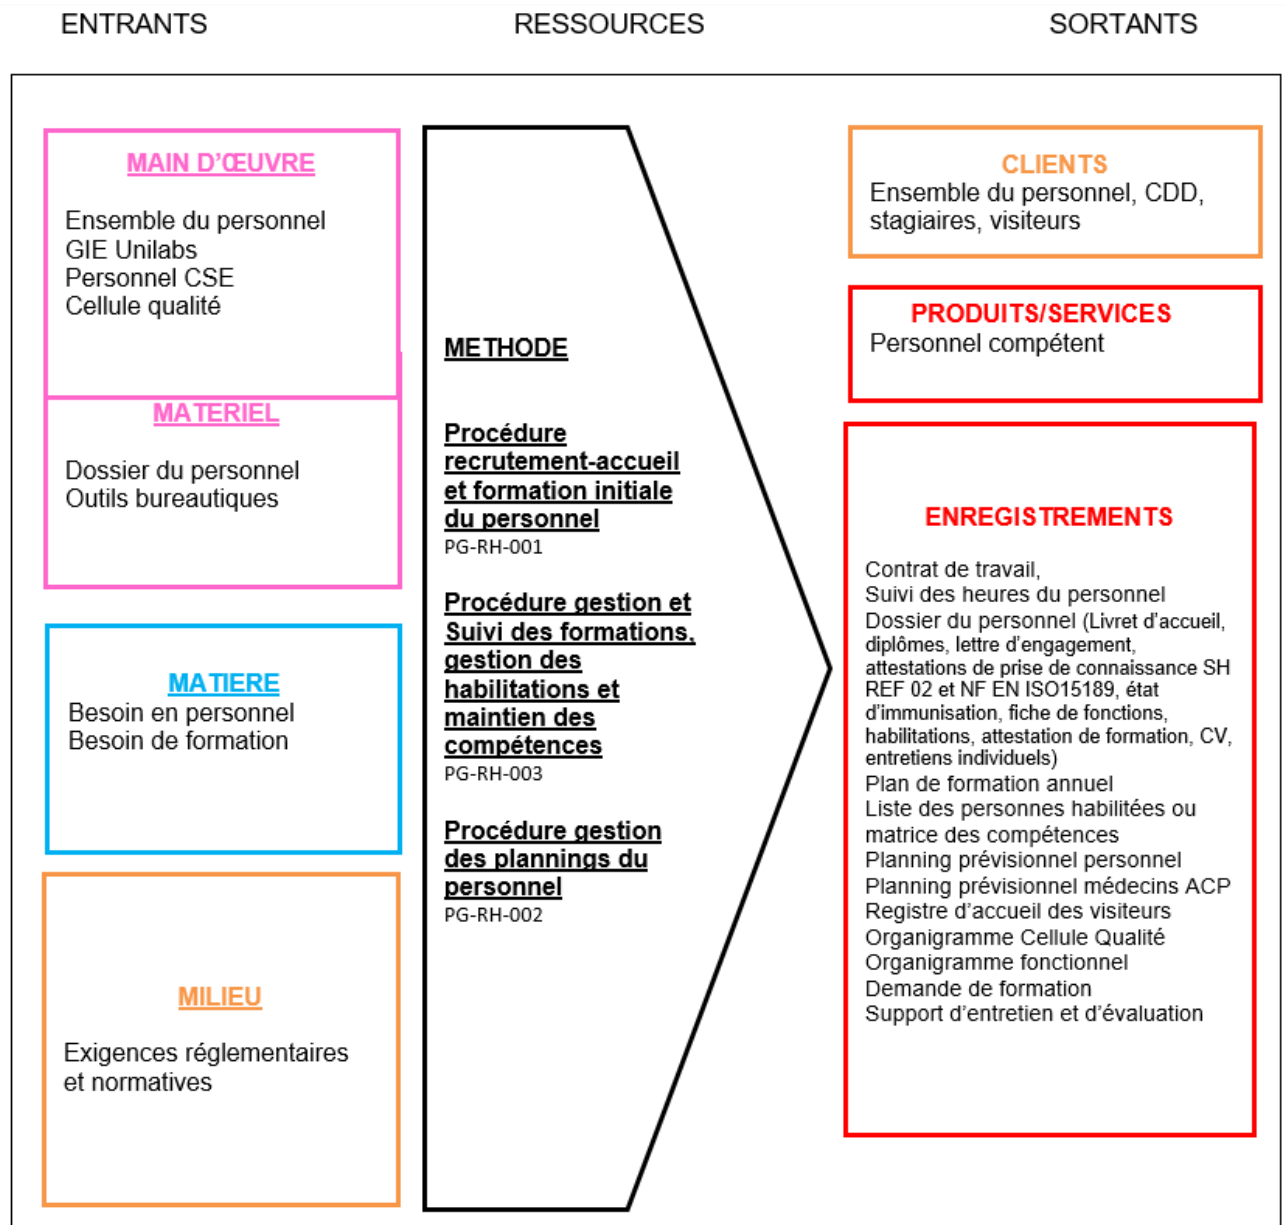 ENTRANTS
RESSOURCES
SORTANTS
MAIN D’ŒUVRE
Ensemble du personnel
GIE Unilabs
Personnel CSE
Cellule qualité
MATERIEL
Dossier du personnel
Outils bureautiques
MATIERE
Besoin en personnel
Besoin de formation
MILIEU
Exigences réglementaires
et normatives
METHODE
Procédure
recrutement-accueil
et formation initiale
du personnel
PG-RH-001
Procédure gestion et
Suivi des formations,
gestion des
habilitations et
maintien des
compétences
PG-RH-003
Procédure gestion
des plannings du
personnel
PG-RH-002
CLIENTS
Ensemble du personnel, CDD,
stagiaires, visiteurs
PRODUITS/SERVICES
Personnel compétent
ENREGISTREMENTS
Contrat de travail,
Suivi des heures du personnel
Dossier du personnel (Livret d’accueil,
diplômes, lettre d’engagement,
attestations de prise de connaissance SH
REF 02 et NF EN ISO15189, état
d’immunisation, fiche de fonctions,
habilitations, attestation de formation, CV,
entretiens individuels)
Plan de formation annuel
Liste des personnes habilitées ou
matrice des compétences
Planning prévisionnel personnel
Planning prévisionnel médecins ACP
Registre d’accueil des visiteurs
Organigramme Cellule Qualité
Organigramme fonctionnel
Demande de formation
Support d’entretien et d’évaluation